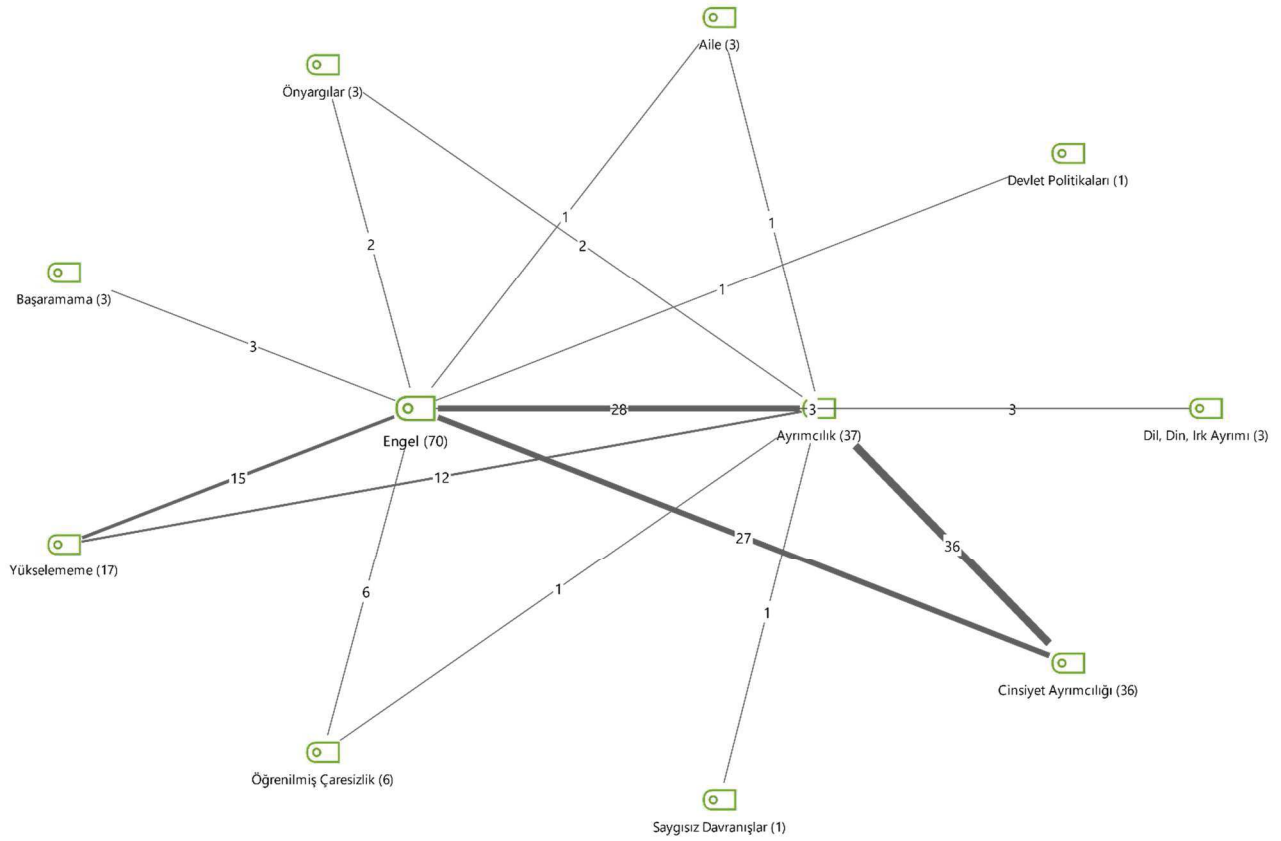 Aile (3)
Önyargılar (3)
Devlet Politikaları (1)
1
1
2
2
Başaramama (3)
1
3
28
3
3
Engel (70)
Ayrımcılık (37)
Dil, Din, Irk Ayrımı (3)
15
12
27
36
Yükselememe (17)
6
1
1
Cinsiyet Ayrımcılığı (36)
Öğrenilmiş Çaresizlik (6)
Saygısız Davranışlar (1)